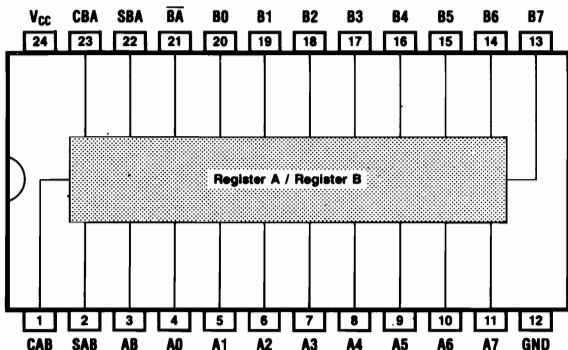 V_CC CBA SBA B̅A̅ B0 B1 B2 B3 B4 B5 B6 B7
24 23 22 21 20 19 18 17 16 15 14 13
Register A / Register B
1 2 3 4 5 6 7 8 9 10 11 12
CAB SAB AB A0 A1 A2 A3 A4 A5 A6 A7 GND